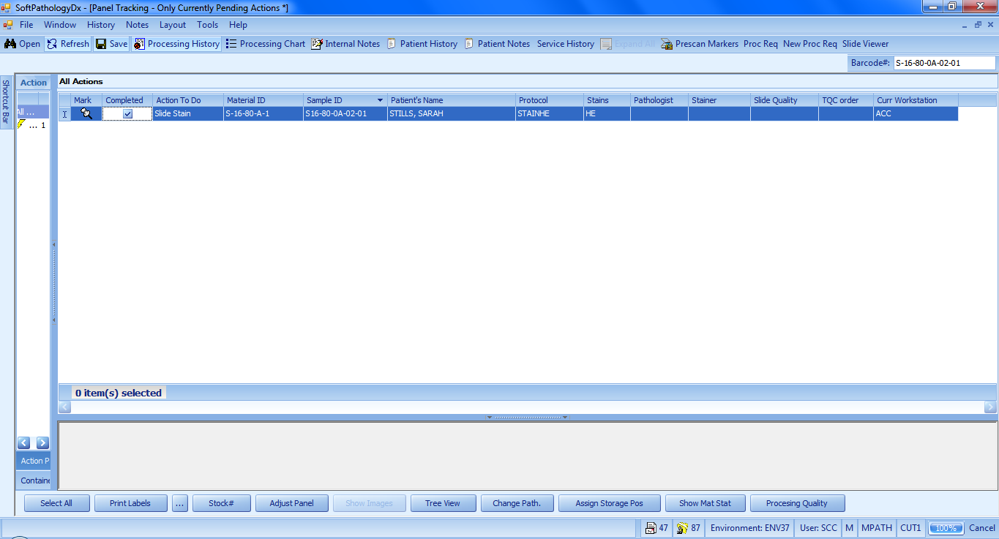 SoftPathologyDx - [Panel Tracking - Only Currently Pending Actions *]
File Window History Notes Layout Tools Help
Open Refresh Save Processing History Processing Chart Internal Notes Patient History Patient Notes Service History Expand All Prescan Markers Proc Req New Proc Req Slide Viewer
Barcode#: S-16-80-0A-02-01
Shortcut Bar
Action
All Actions
Mark Completed Action To Do Material ID Sample ID Patient's Name Protocol Stains Pathologist Stainer Slide Quality TQC order Curr Workstation
All ...
Slide Stain S-16-80-A-1 S16-80-0A-02-01 STILLS, SARAH STAINHE HE ACC
... 1
0 item(s) selected
Action P
Containe
Select All Print Labels ... Stock# Adjust Panel Show Images Tree View Change Path. Assign Storage Pos Show Mat Stat Procesing Quality
47 87 Environment: ENV37 User: SCC M MPATH CUT1 100% Cancel